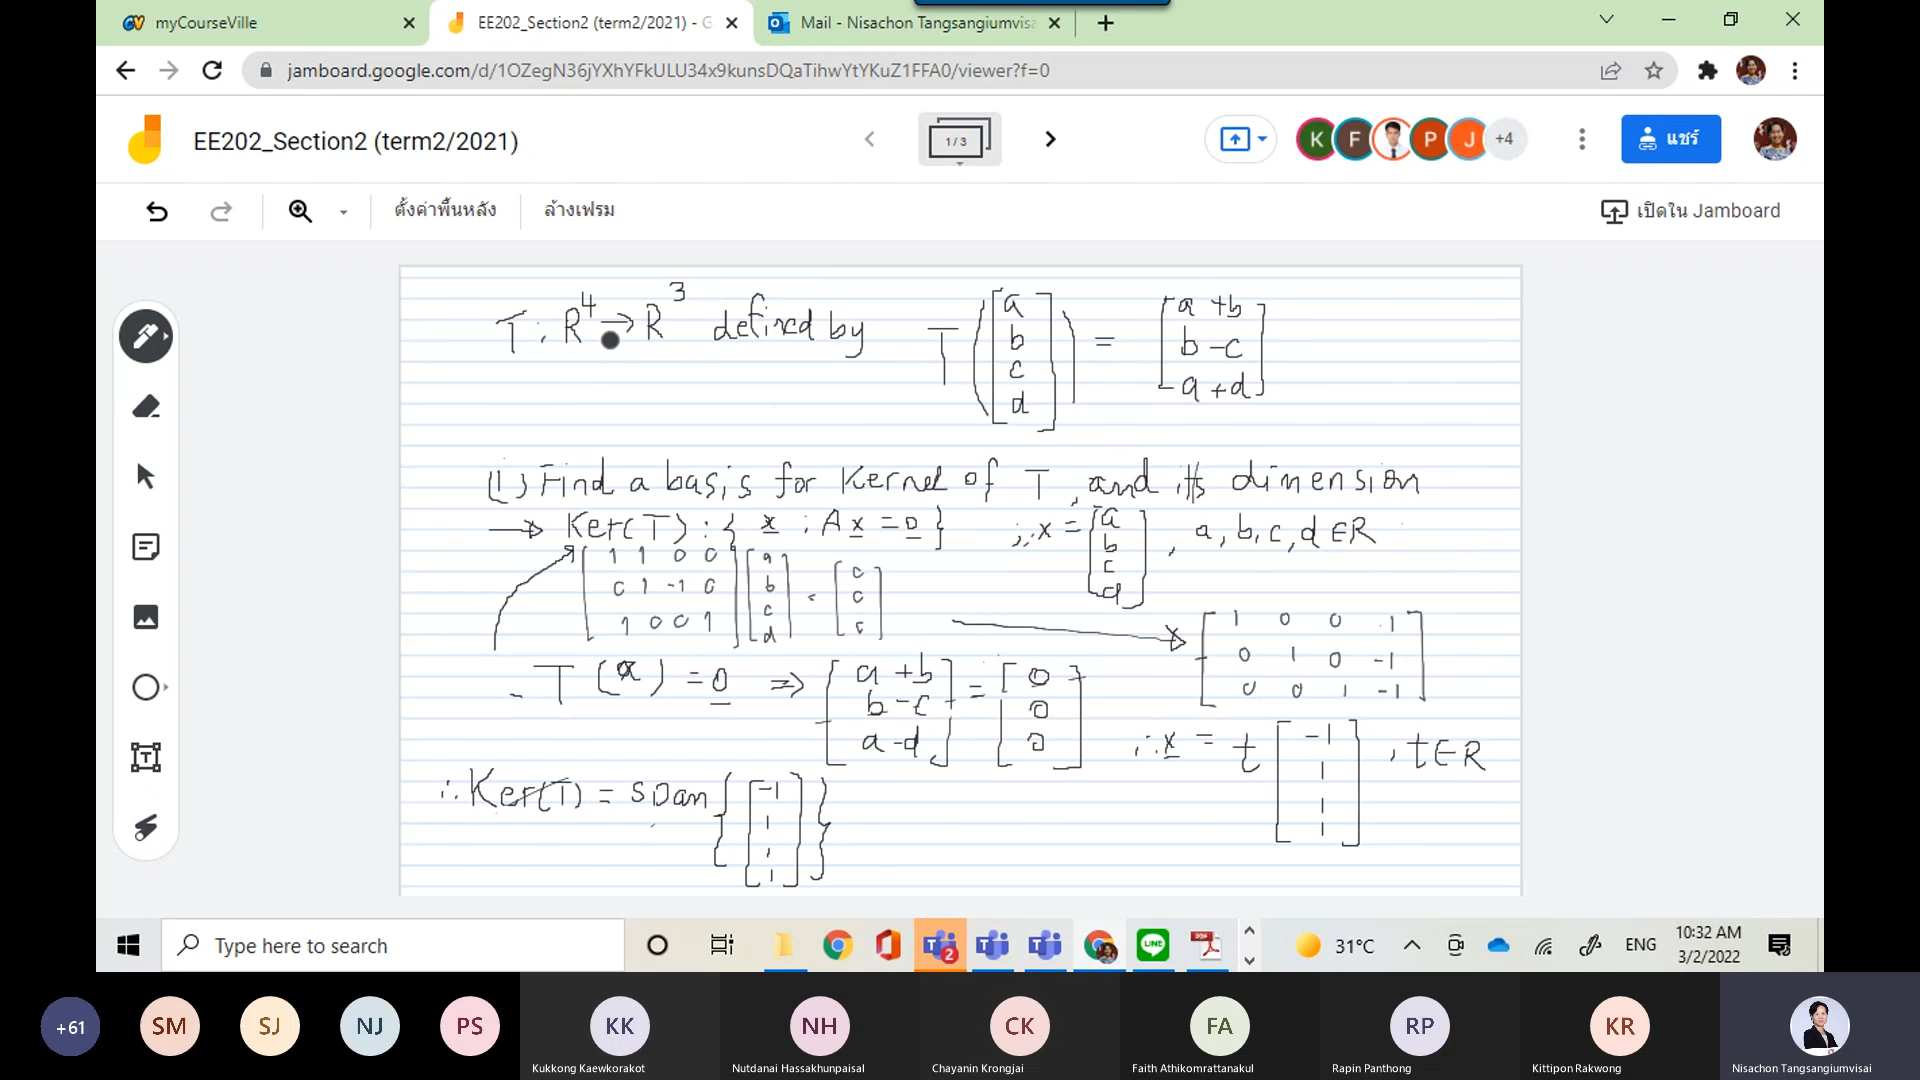 myCourseVille
EE202_Section2 (term2/2021) - G
Mail - Nisachon Tangsangiumvisa
jamboard.google.com/d/1OZegN36jYXhYFkULU34x9kunsDQaTihwYtYKuZ1FFA0/viewer?f=0
EE202_Section2 (term2/2021)
1 / 3
K F P J +4
แชร์
ตั้งค่าพื้นหลัง
ล้างเฟรม
เปิดใน Jamboard
T : R^4 → R^3 defined by T([a b c d]) = [a+b b-c a+d]
(1) Find a basis for Kernel of T, and its dimension
→ Ker(T) : { x : Ax = 0 } ; x = [a b c d], a, b, c, d ∈ R
[1 1 0 0
0 1 -1 0
1 0 0 1] [a b c d] = [0 0 0] → [1 0 0 1
0 1 0 -1
0 0 1 -1]
- T(x) = 0 ⇒ [a+b b-c a-d] = [0 0 0]
∴ x = t [-1 1 1 1], t ∈ R
∴ Ker(T) = span { [-1 1 1 1] }
Type here to search
2
LINE
PDF
31°C
ENG
10:32 AM
3/2/2022
+61
SM
SJ
NJ
PS
KK
NH
CK
FA
RP
KR
Kukkong Kaewkorakot
Nutdanai Hassakhunpaisal
Chayanin Krongjai
Faith Athikomrattanakul
Rapin Panthong
Kittipon Rakwong
Nisachon Tangsangiumvisai